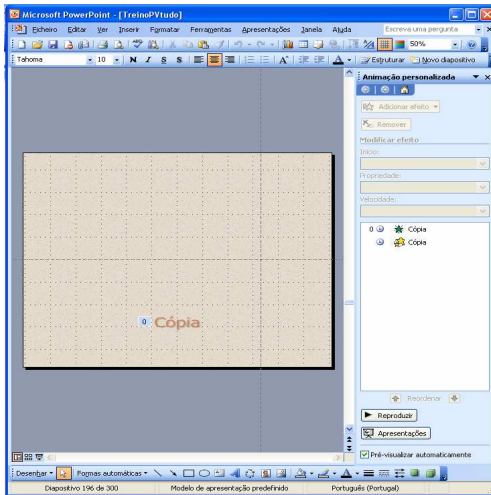 Microsoft PowerPoint - [TreinoPVtudo]
Ficheiro Editar Ver Inserir Formatar Ferramentas Apresentações Janela Ajuda
Escreva uma pergunta
50%
Tahoma 10 N I S S
Estruturar Novo diapositivo
Animação personalizada
Adicionar efeito
Remover
Modificar efeito
Início:
Propriedade:
Velocidade:
0 Cópia
Cópia
0 Cópia
Reordenar
Reproduzir
Apresentações
Pré-visualizar automaticamente
Desenhar Formas automáticas
Diapositivo 196 de 300 Modelo de apresentação predefinido Português (Portugal)